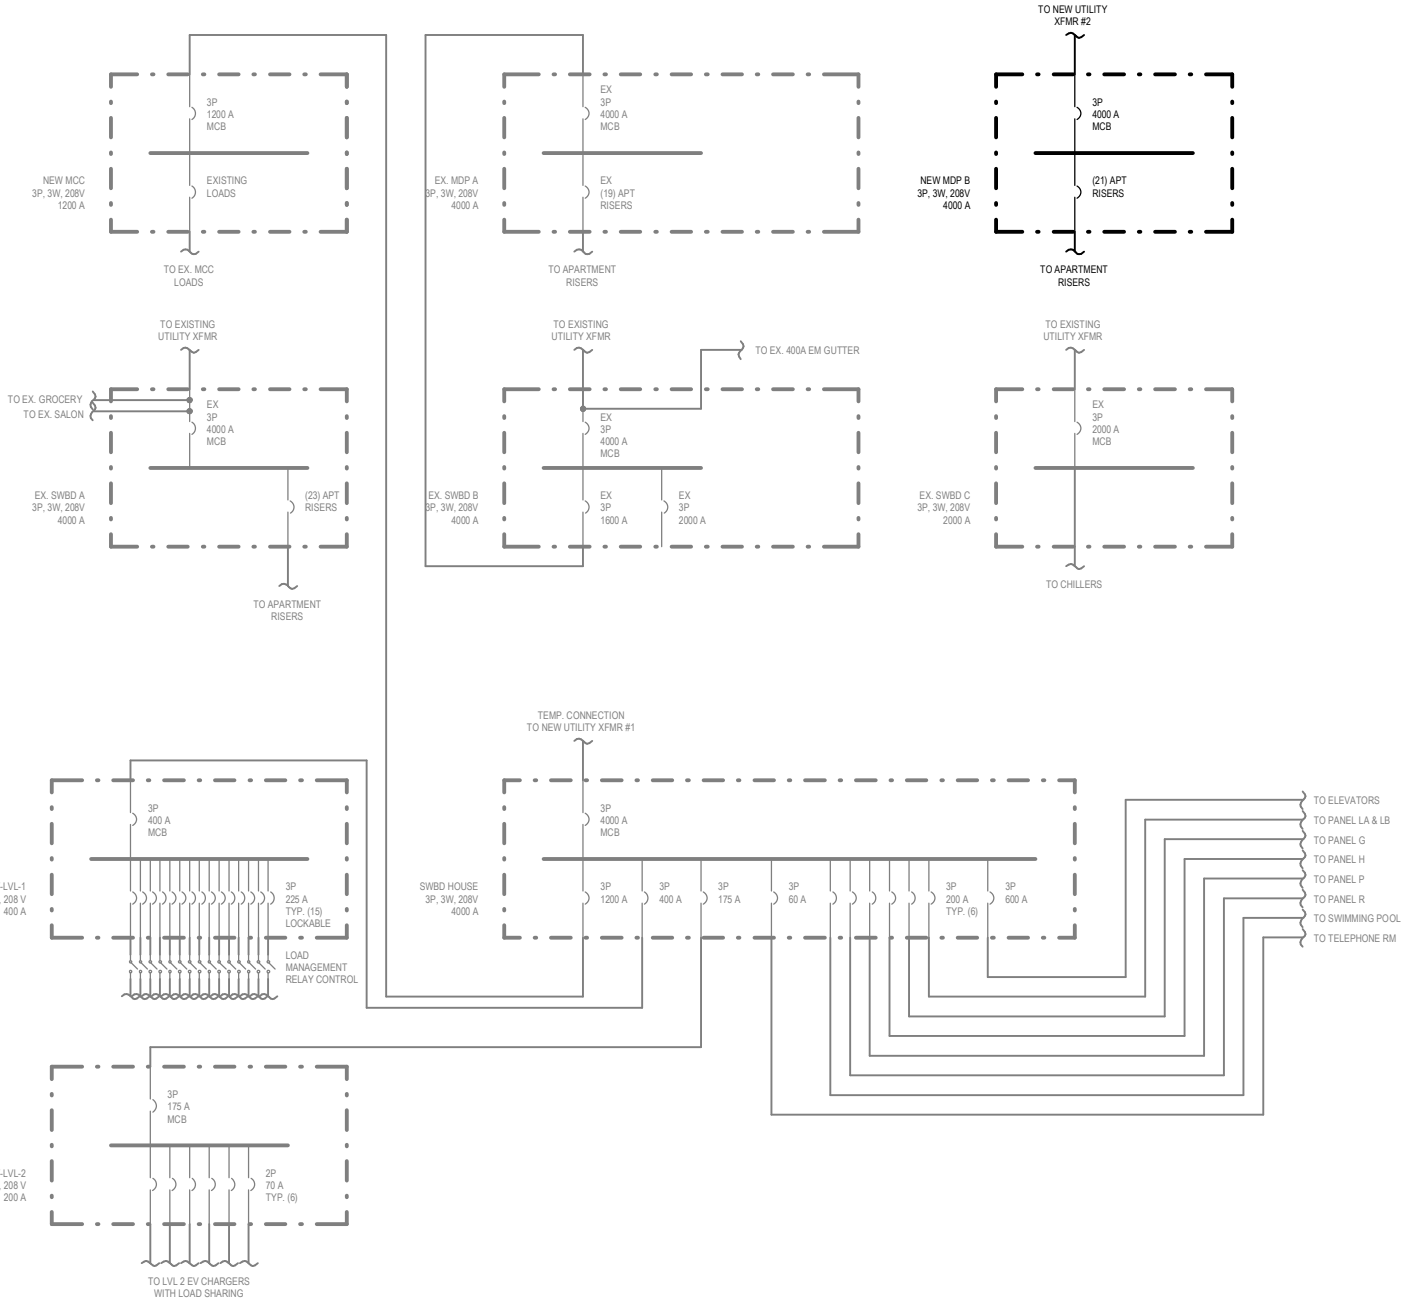 TO NEW UTILITY
XFMR #2
3P
1200 A
MCB
NEW MCC
3P, 3W, 208V
1200 A
EXISTING
LOADS
TO EX. MCC
LOADS
EX
3P
4000 A
MCB
EX. MDP A
3P, 3W, 208V
4000 A
EX
(19) APT
RISERS
TO APARTMENT
RISERS
3P
4000 A
MCB
NEW MDP B
3P, 3W, 208V
4000 A
(21) APT
RISERS
TO APARTMENT
RISERS
TO EXISTING
UTILITY XFMR
TO EX. GROCERY
TO EX. SALON
EX
3P
4000 A
MCB
EX. SWBD A
3P, 3W, 208V
4000 A
(23) APT
RISERS
TO APARTMENT
RISERS
TO EXISTING
UTILITY XFMR
TO EX. 400A EM GUTTER
EX
3P
4000 A
MCB
EX. SWBD B
3P, 3W, 208V
4000 A
EX
3P
1600 A
EX
3P
2000 A
TO EXISTING
UTILITY XFMR
EX
3P
2000 A
MCB
EX. SWBD C
3P, 3W, 208V
2000 A
TO CHILLERS
TEMP. CONNECTION
TO NEW UTILITY XFMR #1
3P
400 A
MCB
-LVL-1
, 208 V
400 A
3P
225 A
TYP. (15)
LOCKABLE
LOAD
MANAGEMENT
RELAY CONTROL
3P
4000 A
MCB
SWBD HOUSE
3P, 3W, 208V
4000 A
3P
1200 A
3P
400 A
3P
175 A
3P
60 A
3P
200 A
TYP. (6)
3P
600 A
TO ELEVATORS
TO PANEL LA & LB
TO PANEL G
TO PANEL H
TO PANEL P
TO PANEL R
TO SWIMMING POOL
TO TELEPHONE RM
3P
175 A
MCB
-LVL-2
, 208 V
200 A
2P
70 A
TYP. (6)
TO LVL 2 EV CHARGERS
WITH LOAD SHARING